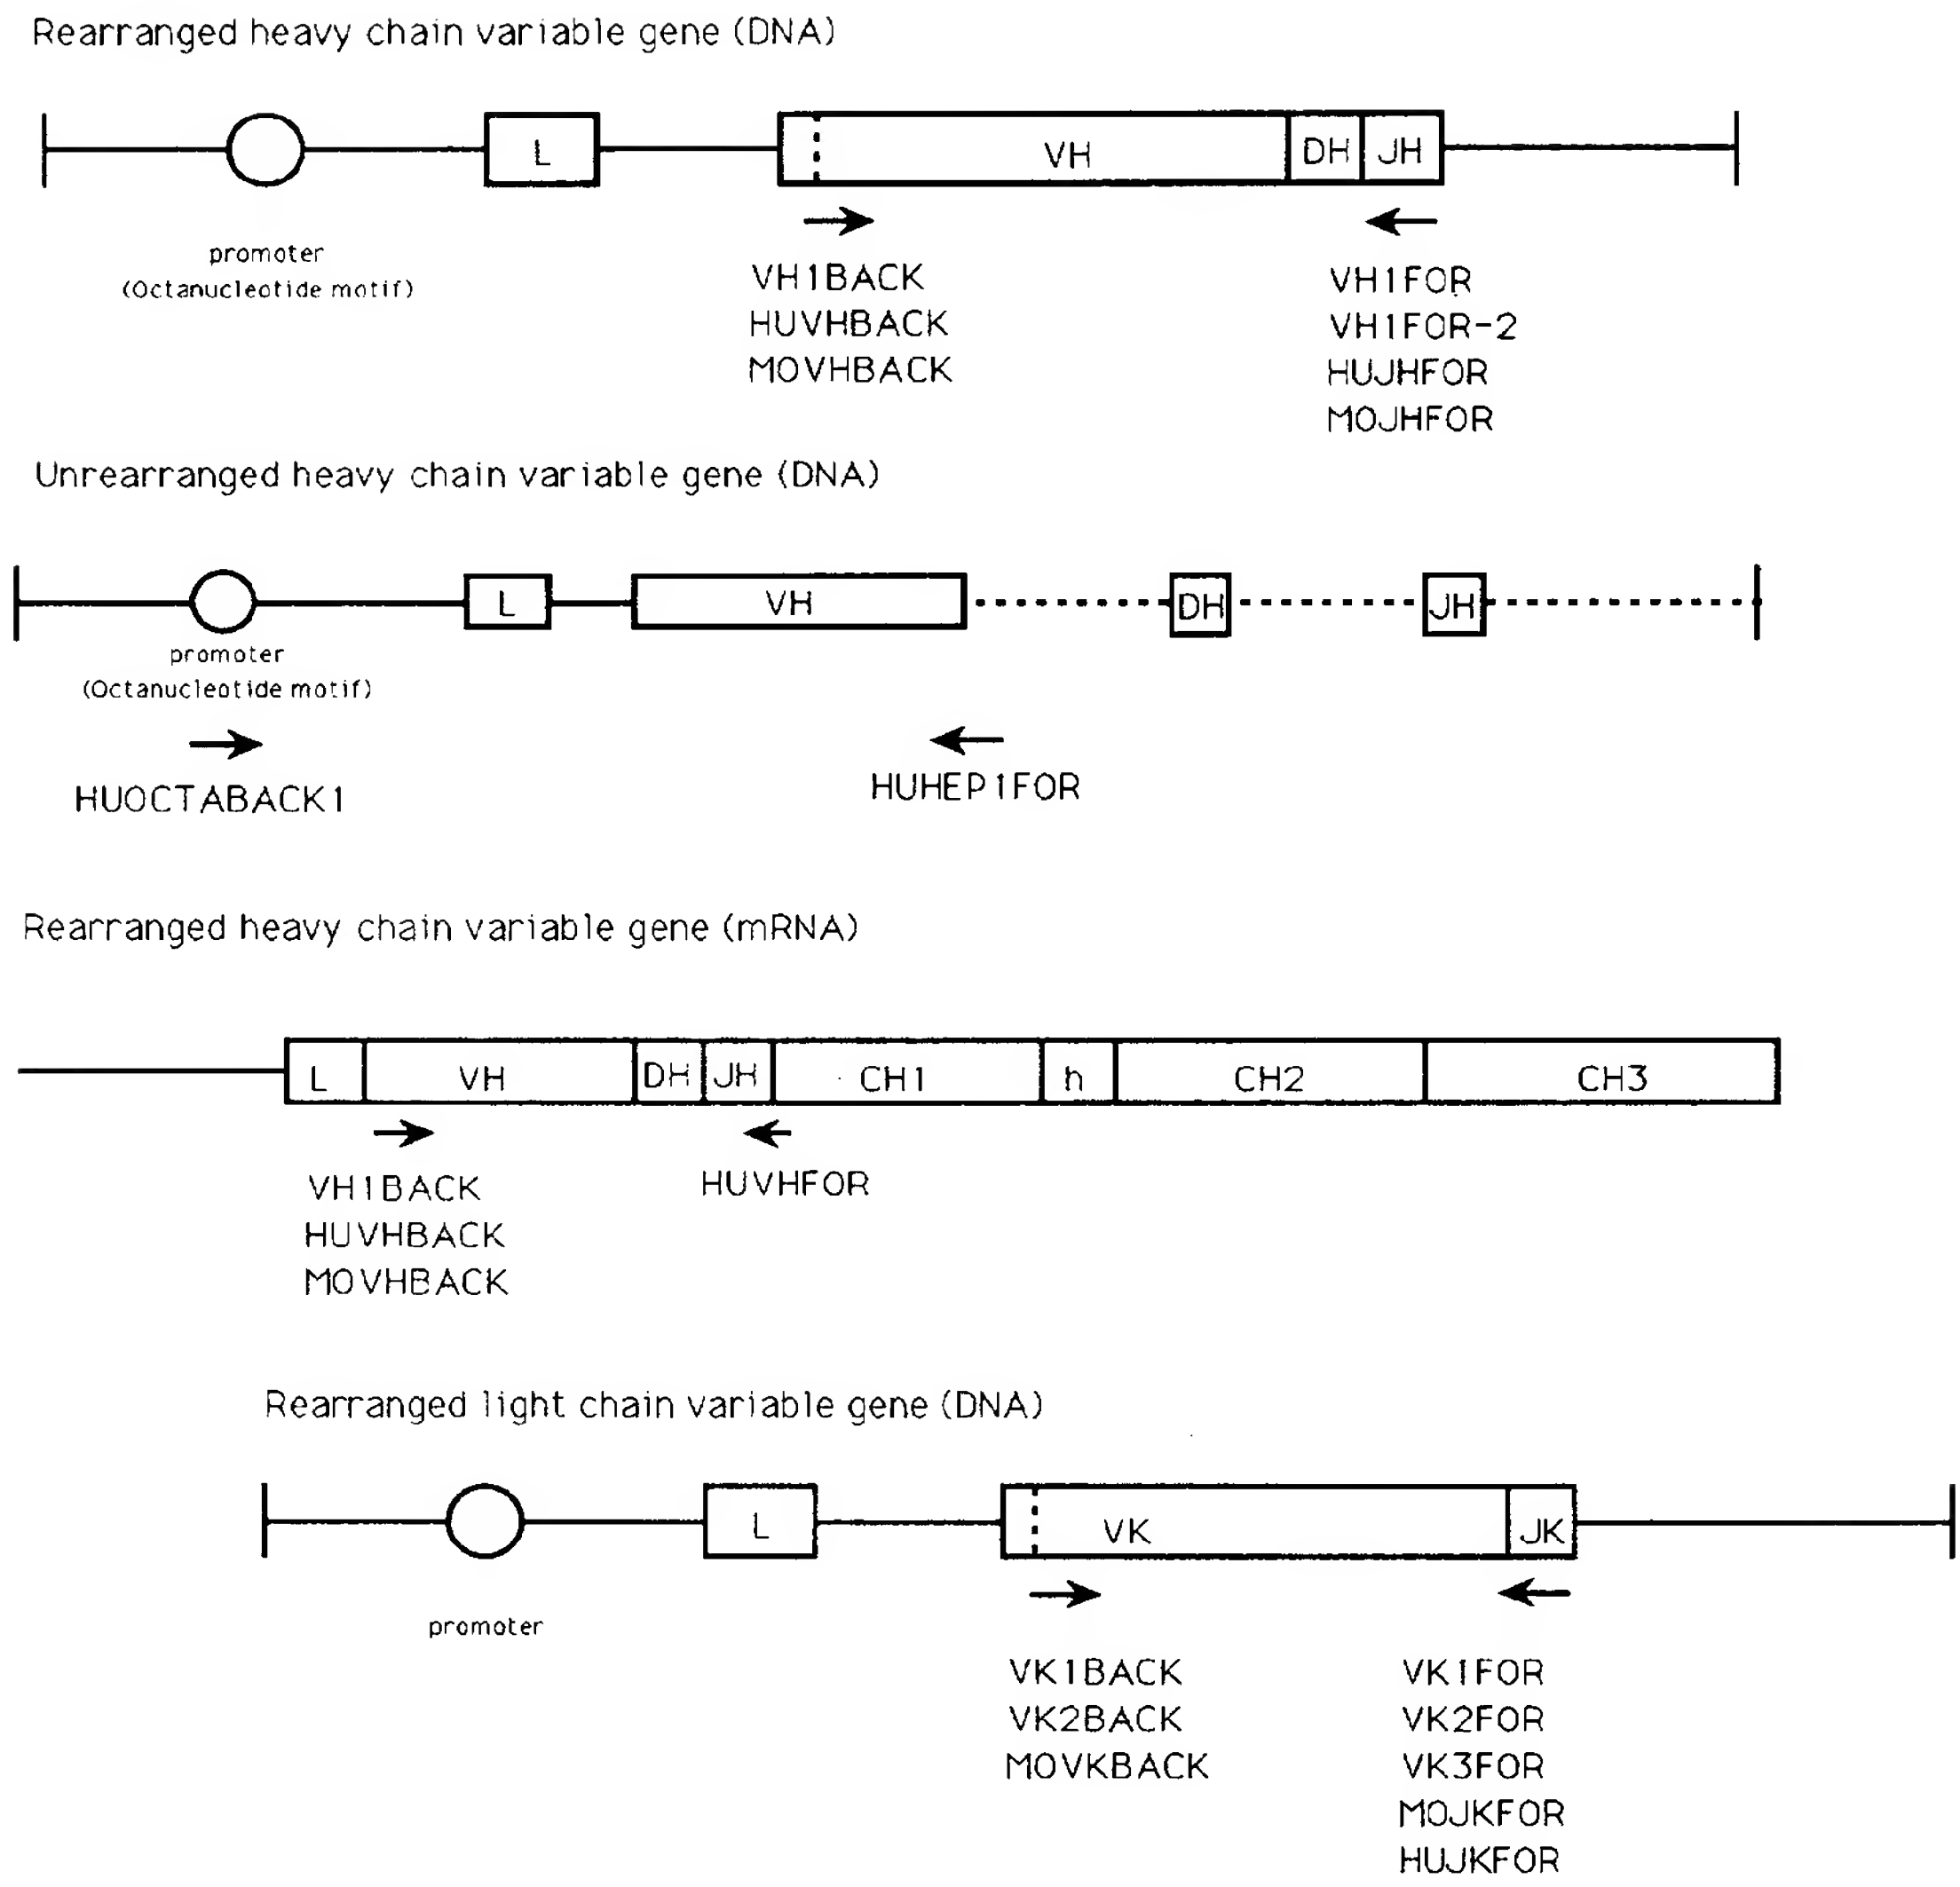 Rearranged heavy chain variable gene (DNA)
L
VH
DH
JH
promoter
(Octanucleotide motif)
VH1BACK
HUVHBACK
MOVHBACK
VH1FOR
VH1FOR-2
HUJHFOR
MOJHFOR
Unrearranged heavy chain variable gene (DNA)
L
VH
DH
JH
promoter
(Octanucleotide motif)
HUOCTABACK1
HUHEP1FOR
Rearranged heavy chain variable gene (mRNA)
L
VH
DH
JH
CH1
h
CH2
CH3
VH1BACK
HUVHBACK
MOVHBACK
HUVHFOR
Rearranged light chain variable gene (DNA)
L
VK
JK
promoter
VK1BACK
VK2BACK
MOVKBACK
VK1FOR
VK2FOR
VK3FOR
MOJKFOR
HUJKFOR